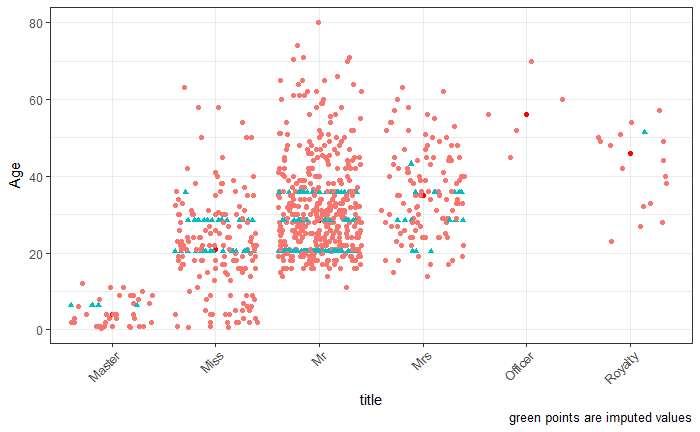 80
60
40
20
0
Age
Master
Miss
Mr
Mrs
Officer
Royalty
title
green points are imputed values